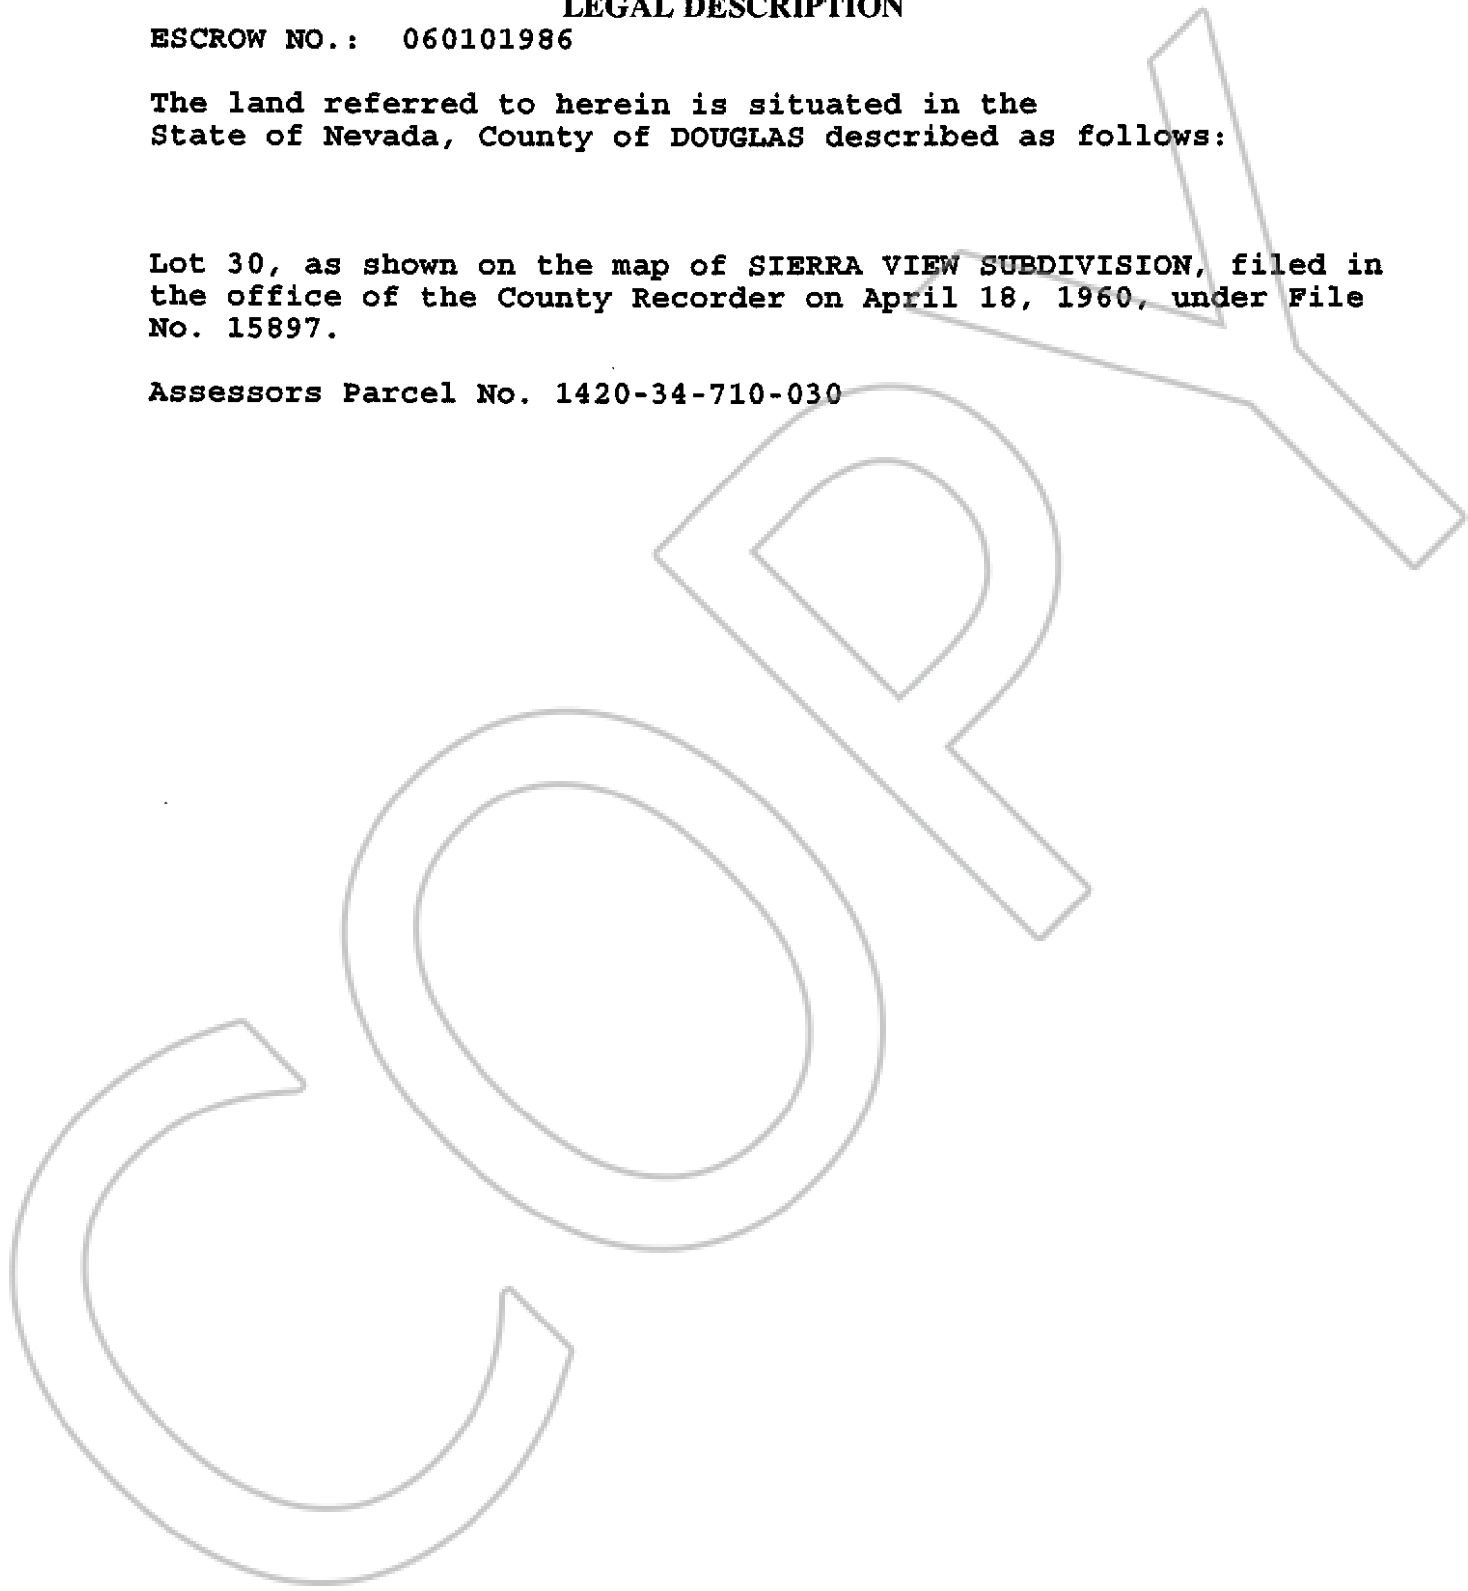 LEGAL DESCRIPTION
ESCROW NO.: 060101986
The land referred to herein is situated in the
State of Nevada, County of DOUGLAS described as follows:
Lot 30, as shown on the map of SIERRA VIEW SUBDIVISION, filed in
the office of the County Recorder on April 18, 1960, under File
No. 15897.
Assessors Parcel No. 1420-34-710-030
COPY